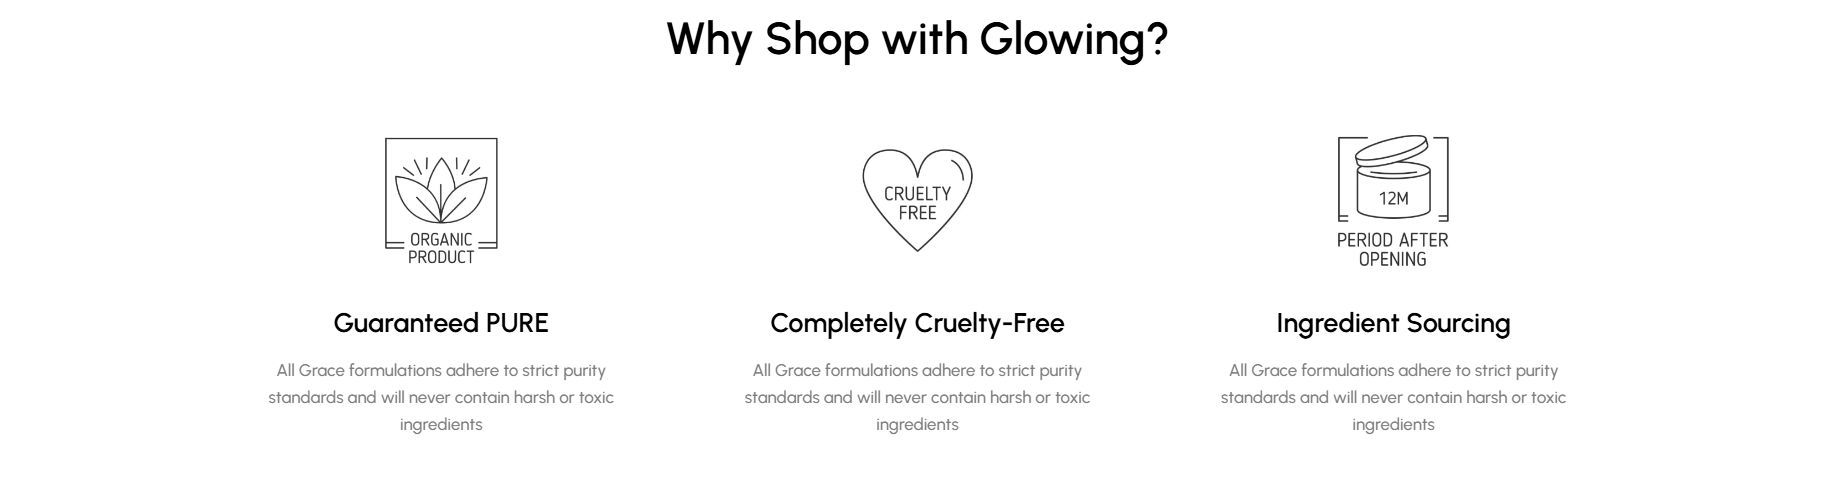 Why Shop with Glowing?
ORGANIC
PRODUCT
Guaranteed PURE
All Grace formulations adhere to strict purity
standards and will never contain harsh or toxic
ingredients
CRUELTY
FREE
Completely Cruelty-Free
All Grace formulations adhere to strict purity
standards and will never contain harsh or toxic
ingredients
12M
PERIOD AFTER
OPENING
Ingredient Sourcing
All Grace formulations adhere to strict purity
standards and will never contain harsh or toxic
ingredients